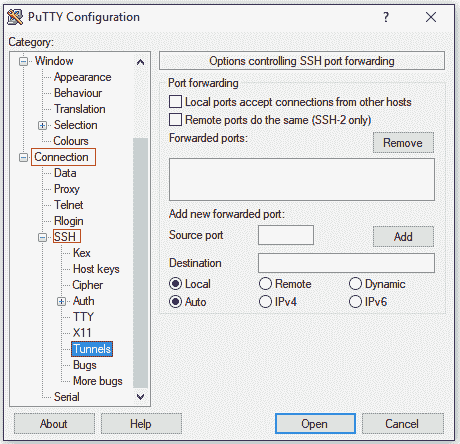 PuTTY Configuration
?
Category:
Window
Appearance
Behaviour
Translation
Selection
Colours
Connection
Data
Proxy
Telnet
Rlogin
SSH
Kex
Host keys
Cipher
Auth
TTY
X11
Tunnels
Bugs
More bugs
Serial
Options controlling SSH port forwarding
Port forwarding
Local ports accept connections from other hosts
Remote ports do the same (SSH-2 only)
Forwarded ports:
Remove
Add new forwarded port:
Source port
Add
Destination
Local Remote Dynamic
Auto IPv4 IPv6
About Help Open Cancel